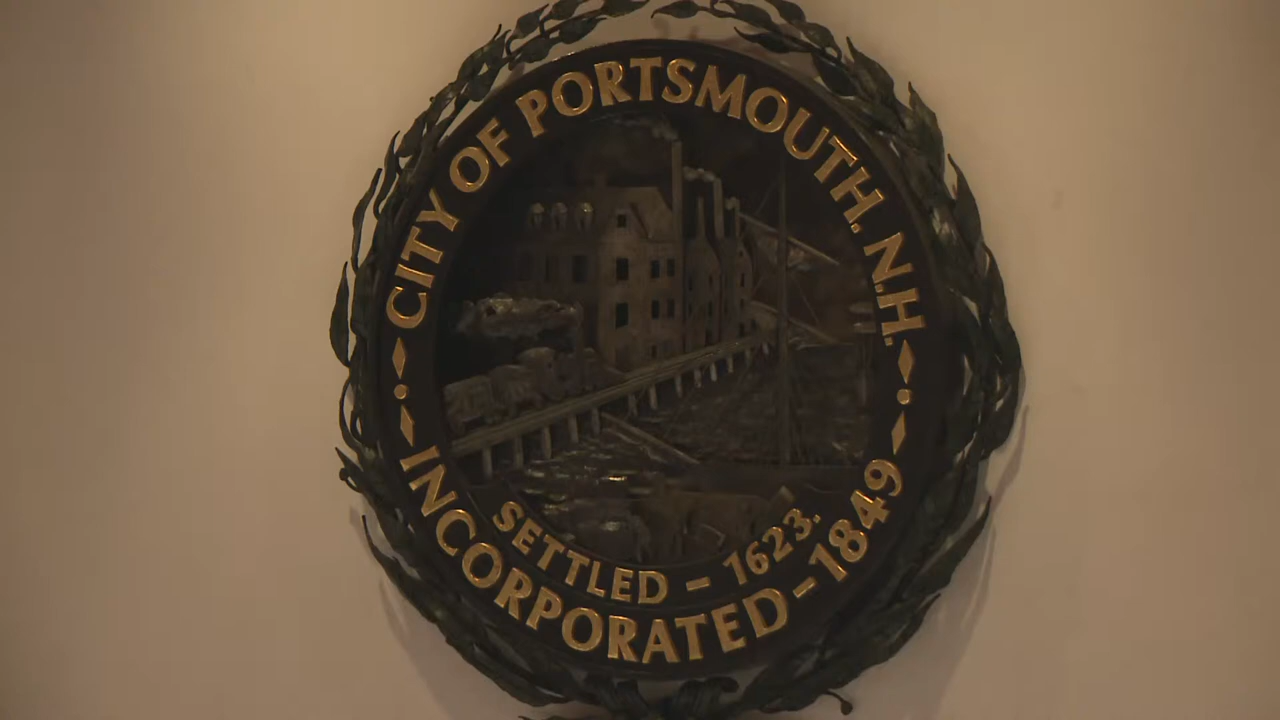 CITY OF PORTSMOUTH. N.H.
SETTLED – 1623.
INCORPORATED – 1849